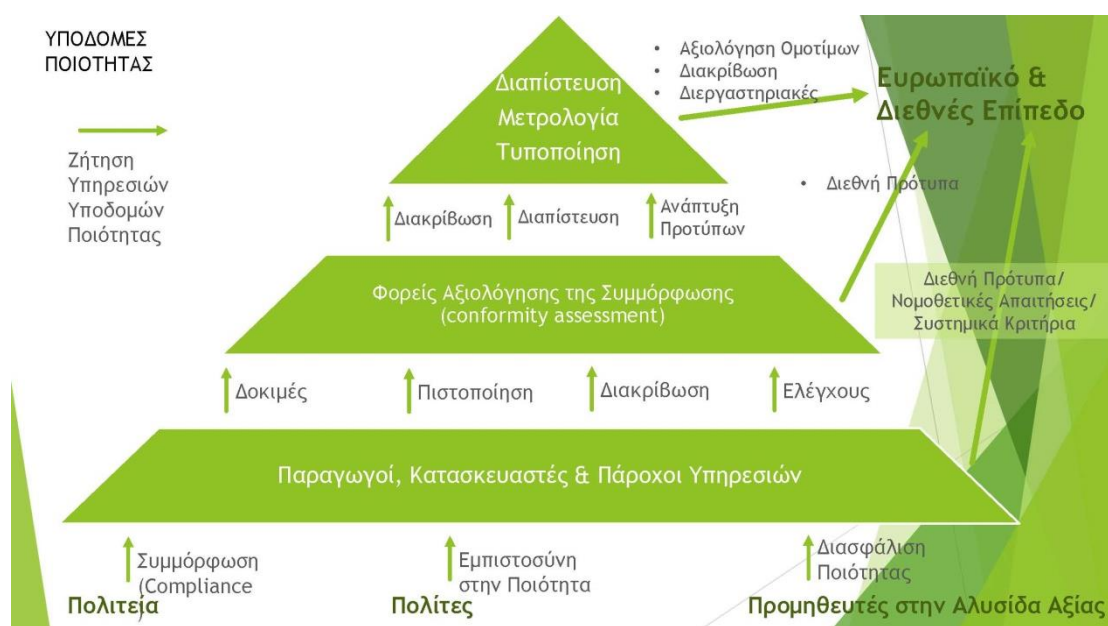 ΥΠΟΔΟΜΕΣ
ΠΟΙΟΤΗΤΑΣ
Ζήτηση
Υπηρεσιών
Υποδομών
Ποιότητας
Διαπίστευση
Μετρολογία
Τυποποίηση
• Αξιολόγηση Ομοτίμων
• Διακρίβωση
• Διεργαστηριακές
Ευρωπαϊκό &
Διεθνές Επίπεδο
• Διεθνή Πρότυπα
Διακρίβωση
Διαπίστευση
Ανάπτυξη
Προτύπων
Φορείς Αξιολόγησης της Συμμόρφωσης
(conformity assessment)
Διεθνή Πρότυπα/
Νομοθετικές Απαιτήσεις/
Συστημικά Κριτήρια
Δοκιμές
Πιστοποίηση
Διακρίβωση
Ελέγχους
Παραγωγοί, Κατασκευαστές & Πάροχοι Υπηρεσιών
Συμμόρφωση
(Compliance
)
Πολιτεία
Εμπιστοσύνη
στην Ποιότητα
Πολίτες
Διασφάλιση
Ποιότητας
Προμηθευτές στην Αλυσίδα Αξίας